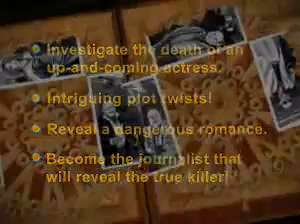 Investigate the death of an
up-and-coming actress.
Intriguing plot twists!
Reveal a dangerous romance.
Become the journalist that
will reveal the true killer!